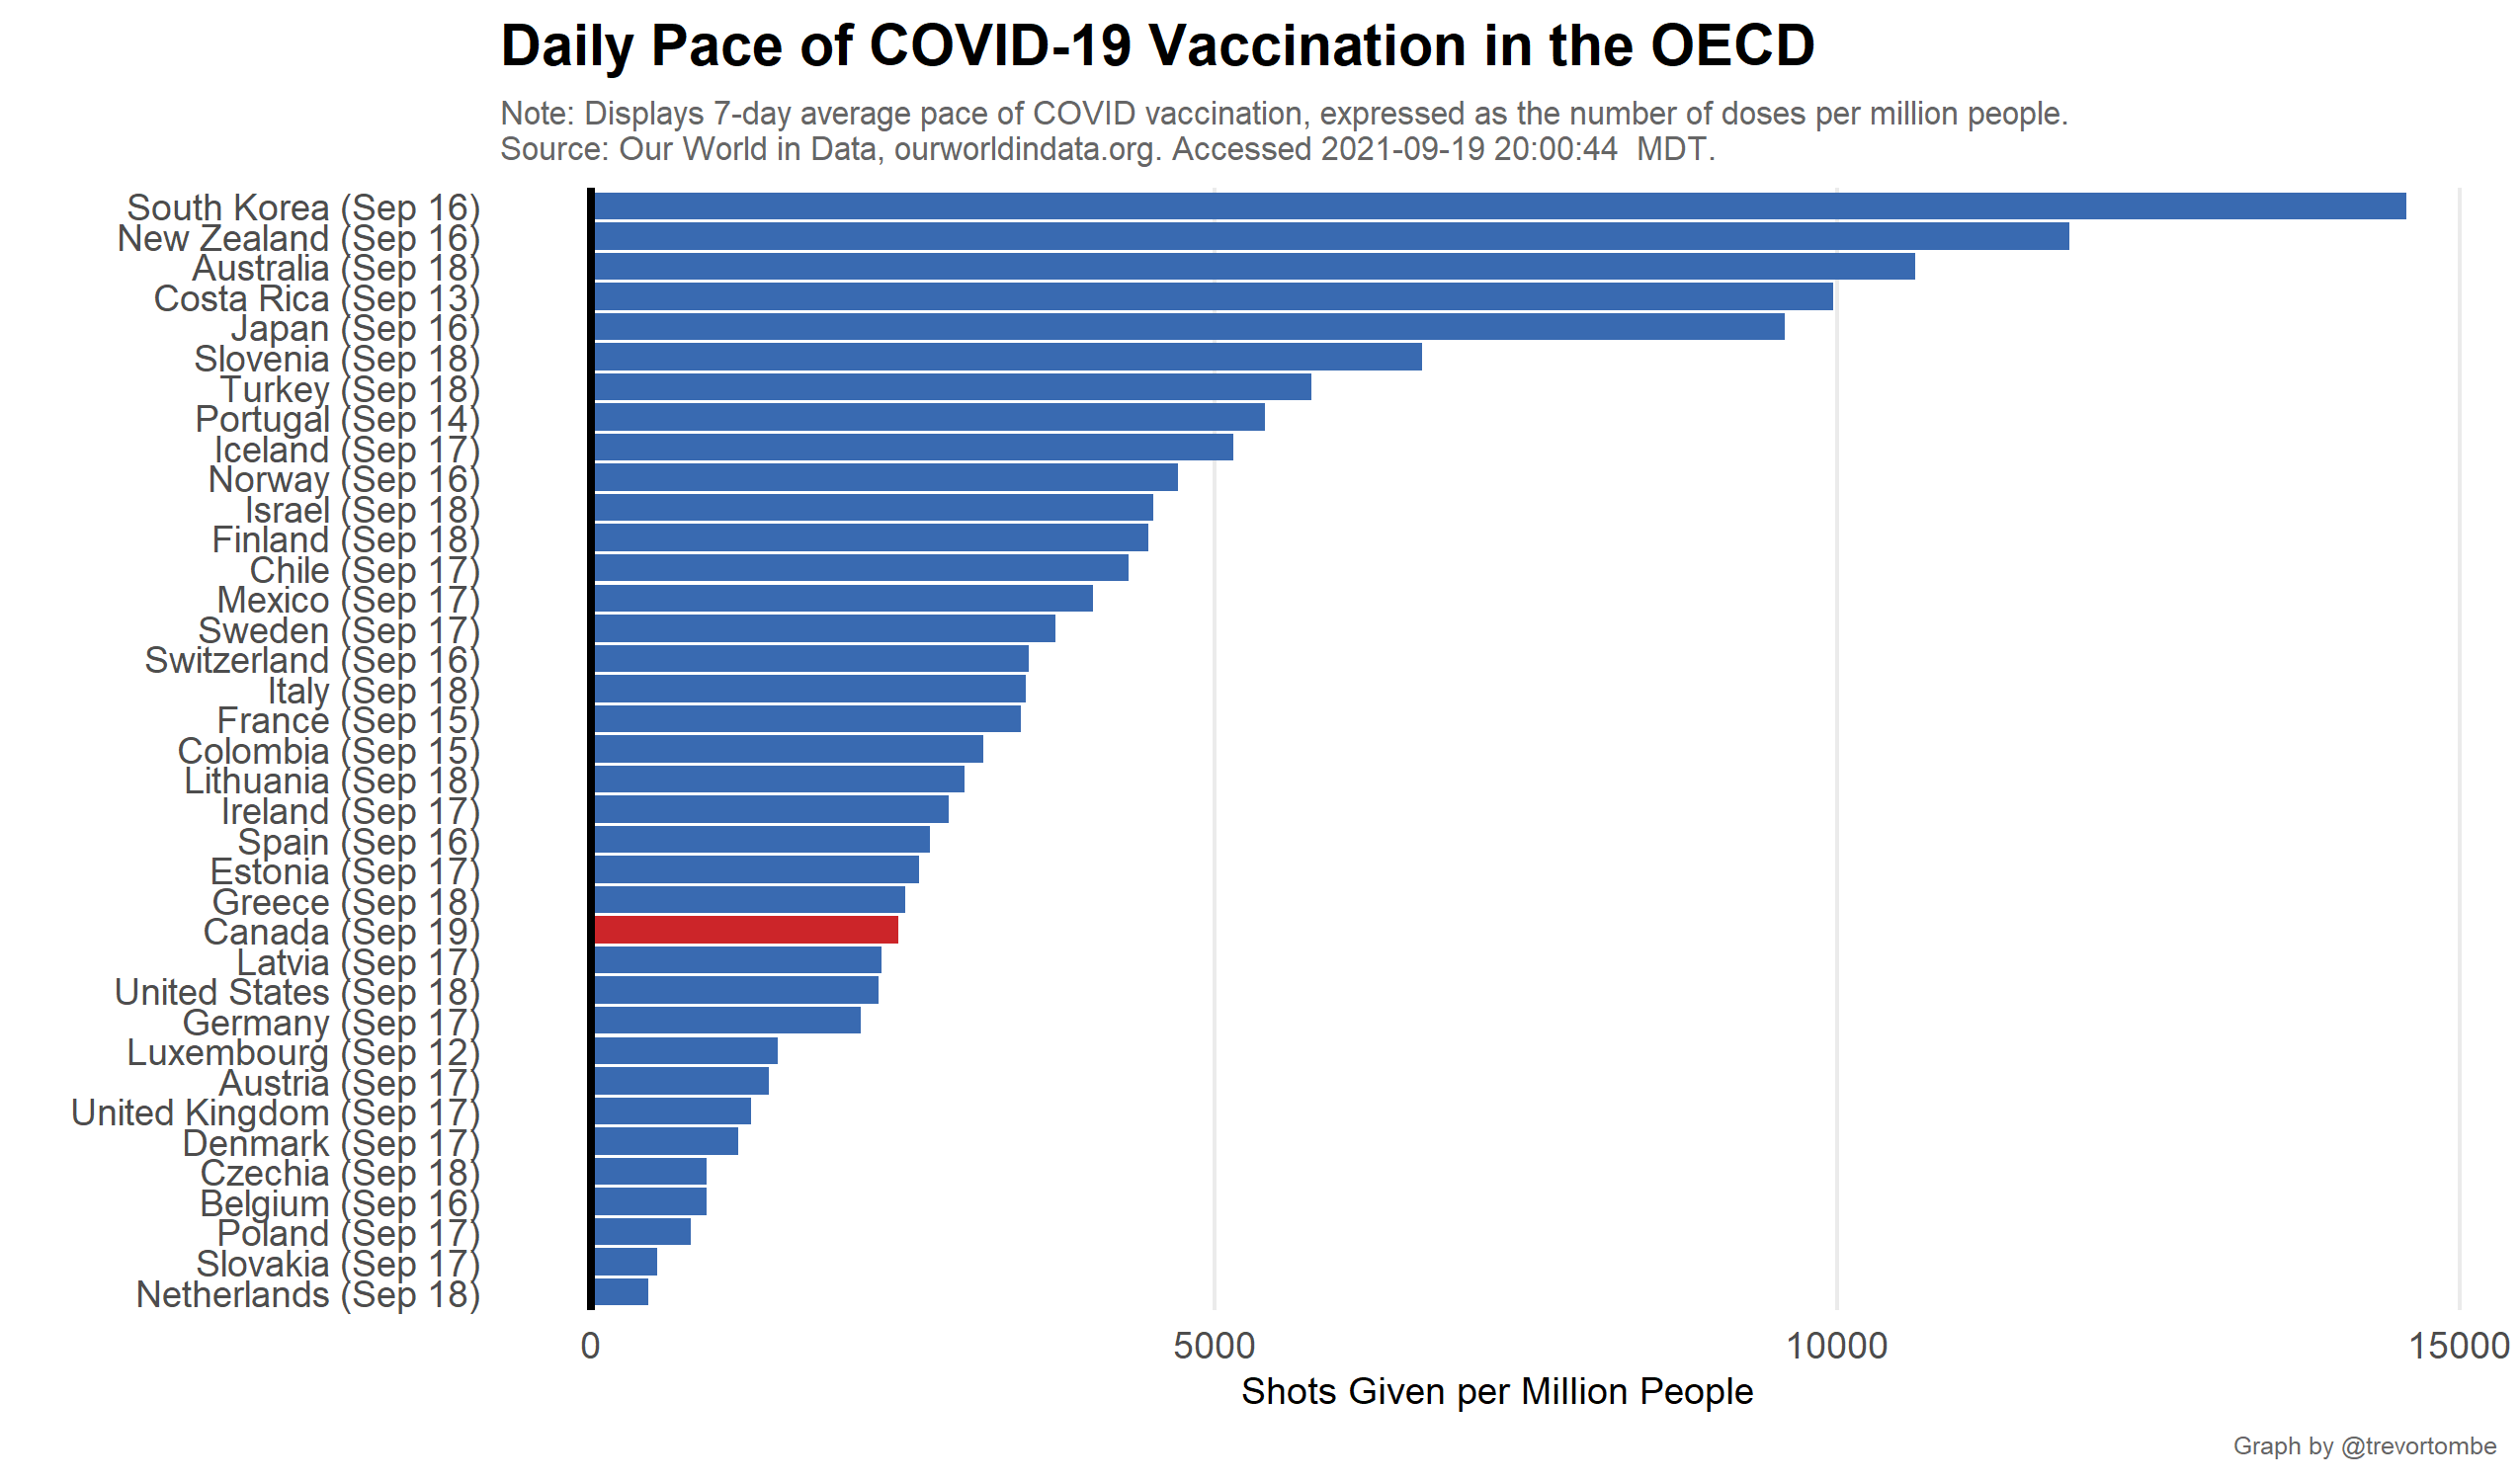 Daily Pace of COVID-19 Vaccination in the OECD
Note: Displays 7-day average pace of COVID vaccination, expressed as the number of doses per million people.
Source: Our World in Data, ourworldindata.org. Accessed 2021-09-19 20:00:44  MDT.
South Korea (Sep 16)
New Zealand (Sep 16)
Australia (Sep 18)
Costa Rica (Sep 13)
Japan (Sep 16)
Slovenia (Sep 18)
Turkey (Sep 18)
Portugal (Sep 14)
Iceland (Sep 17)
Norway (Sep 16)
Israel (Sep 18)
Finland (Sep 18)
Chile (Sep 17)
Mexico (Sep 17)
Sweden (Sep 17)
Switzerland (Sep 16)
Italy (Sep 18)
France (Sep 15)
Colombia (Sep 15)
Lithuania (Sep 18)
Ireland (Sep 17)
Spain (Sep 16)
Estonia (Sep 17)
Greece (Sep 18)
Canada (Sep 19)
Latvia (Sep 17)
United States (Sep 18)
Germany (Sep 17)
Luxembourg (Sep 12)
Austria (Sep 17)
United Kingdom (Sep 17)
Denmark (Sep 17)
Czechia (Sep 18)
Belgium (Sep 16)
Poland (Sep 17)
Slovakia (Sep 17)
Netherlands (Sep 18)
0 5000 10000 15000
Shots Given per Million People
Graph by @trevortombe